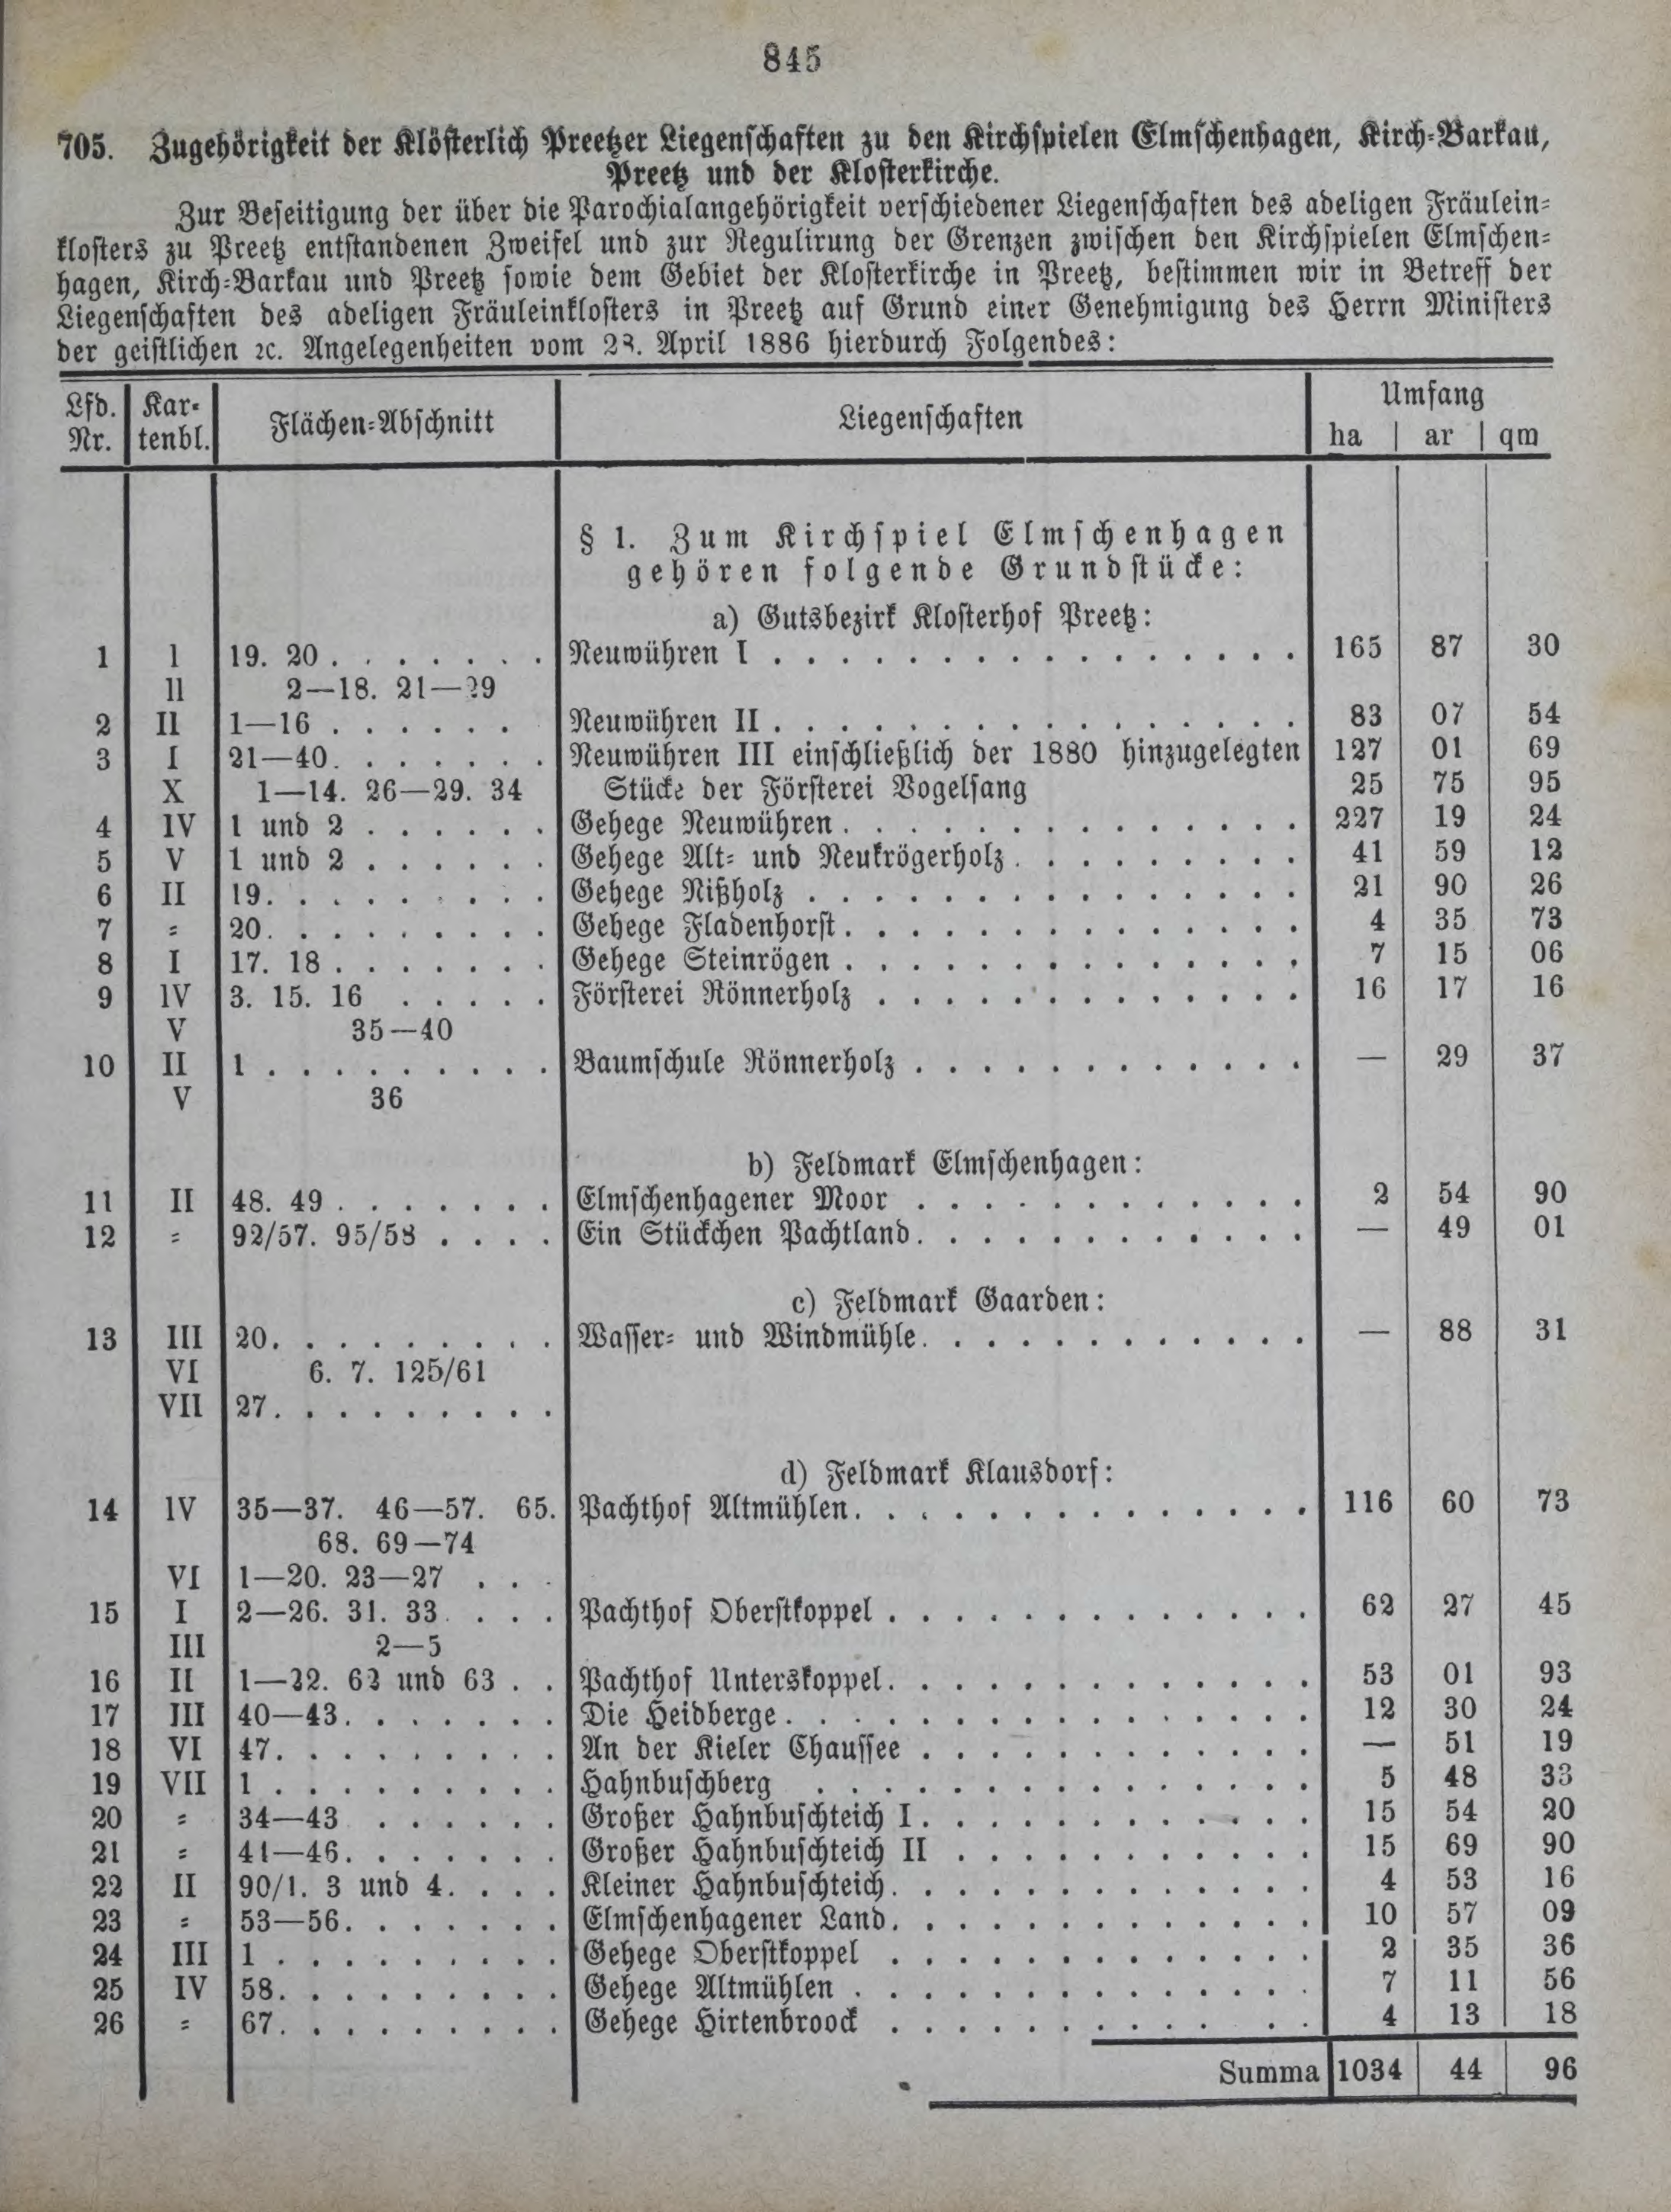 845
705. Zugehörigkeit der Klösterlich Preetzer Liegenschaften zu den Kirchspielen Elmschenhagen, Kirch-Barkau,
Preetz und der Klosterkirche.
Zur Beseitigung der über die Parochialangehörigkeit verschiedener Liegenschaften des adeligen Fräulein-
klosters zu Preetz entstandenen Zweifel und zur Regulirung der Grenzen zwischen den Kirchspielen Elmschen-
hagen, Kirch-Barkau und Preetz sowie dem Gebiet der Klosterkirche in Preetz, bestimmen wir in Betreff der
Liegenschaften des adeligen Fräuleinklosters in Preetz auf Grund einer Genehmigung des Herrn Ministers
der geistlichen ꝛc. Angelegenheiten vom 23. April 1886 hierdurch Folgendes:
Lfd. Nr. | Kartenbl. | Flächen-Abschnitt | Liegenschaften | Umfang ha | ar | qm
§ 1. Zum Kirchspiel Elmschenhagen
gehören folgende Grundstücke:
a) Gutsbezirk Klosterhof Preetz:
1 I 19. 20 . . . . . . . Neuwühren I . . . . . . . . 165 87 30
II 2—18. 21—29
2 II 1—16 . . . . . . Neuwühren II . . . . . . . . 83 07 54
3 I 21—40. . . . . . . Neuwühren III einschließlich der 1880 hinzugelegten 127 01 69
X 1—14. 26—29. 34 Stücke der Försterei Vogelsang 25 75 95
4 IV 1 und 2 . . . . . . Gehege Neuwühren . . . . . . . . 227 19 24
5 V 1 und 2 . . . . . . Gehege Alt- und Neukrögerholz . . . . . . . . 41 59 12
6 II 19. . . . . . . . . Gehege Nißholz . . . . . . . . 21 90 26
7 = 20. . . . . . . . . Gehege Fladenhorst . . . . . . . . 4 35 73
8 I 17. 18 . . . . . . . Gehege Steinrögen . . . . . . . . 7 15 06
9 IV 3. 15. 16 . . . . . Försterei Rönnerholz . . . . . . . . 16 17 16
V 35—40
10 II 1 . . . . . . . . . Baumschule Rönnerholz . . . . . . . . — 29 37
V 36
b) Feldmark Elmschenhagen:
11 II 48. 49 . . . . . . . Elmschenhagener Moor . . . . . . . . 2 54 90
12 = 92/57. 95/58 . . . . Ein Stückchen Pachtland . . . . . . . . — 49 01
c) Feldmark Gaarden:
13 III 20. . . . . . . . . Wasser- und Windmühle . . . . . . . . — 88 31
VI 6. 7. 125/61
VII 27. . . . . . . . .
d) Feldmark Klausdorf:
14 IV 35—37. 46—57. 65. Pachthof Altmühlen . . . . . . . . 116 60 73
68. 69—74
VI 1—20. 23—27 . . .
15 I 2—26. 31. 33. . . . Pachthof Oberstkoppel . . . . . . . . 62 27 45
III 2—5
16 II 1—22. 62 und 63 . . Pachthof Unterskoppel . . . . . . . . 53 01 93
17 III 40—43. . . . . . . Die Heidberge . . . . . . . . 12 30 24
18 VI 47. . . . . . . . . An der Kieler Chaussee . . . . . . . . — 51 19
19 VII 1 . . . . . . . . . Hahnbuschberg . . . . . . . . 5 48 33
20 = 34—43 . . . . . . Großer Hahnbuschteich I . . . . . . . . 15 54 20
21 = 41—46. . . . . . . Großer Hahnbuschteich II . . . . . . . . 15 69 90
22 II 90/1. 3 und 4. . . . Kleiner Hahnbuschteich . . . . . . . . 4 53 16
23 = 53—56. . . . . . . Elmschenhagener Land . . . . . . . . 10 57 09
24 III 1 . . . . . . . . . Gehege Oberstkoppel . . . . . . . . 2 35 36
25 IV 58. . . . . . . . . Gehege Altmühlen . . . . . . . . 7 11 56
26 = 67. . . . . . . . . Gehege Hirtenbroock . . . . . . . . 4 13 18
Summa 1034 44 96